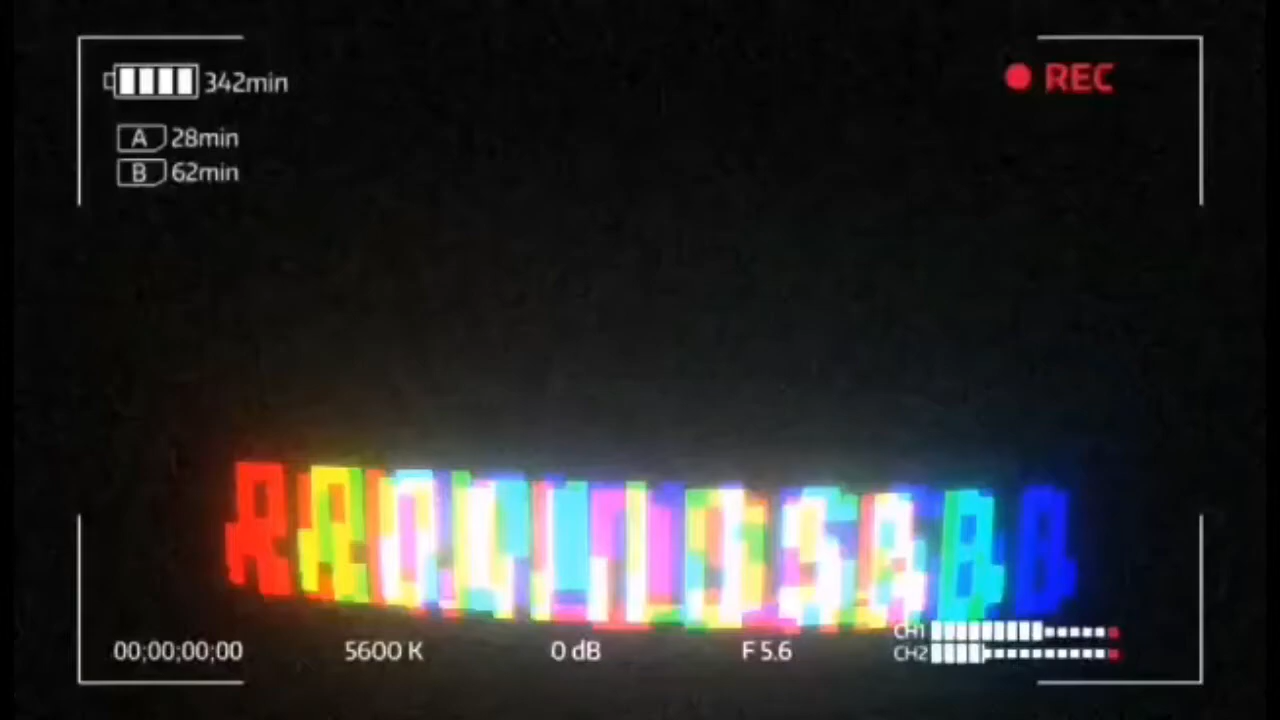 342min
REC
A 28min
B 62min
00;00;00;00 5600 K 0 dB F 5.6
CH1
CH2